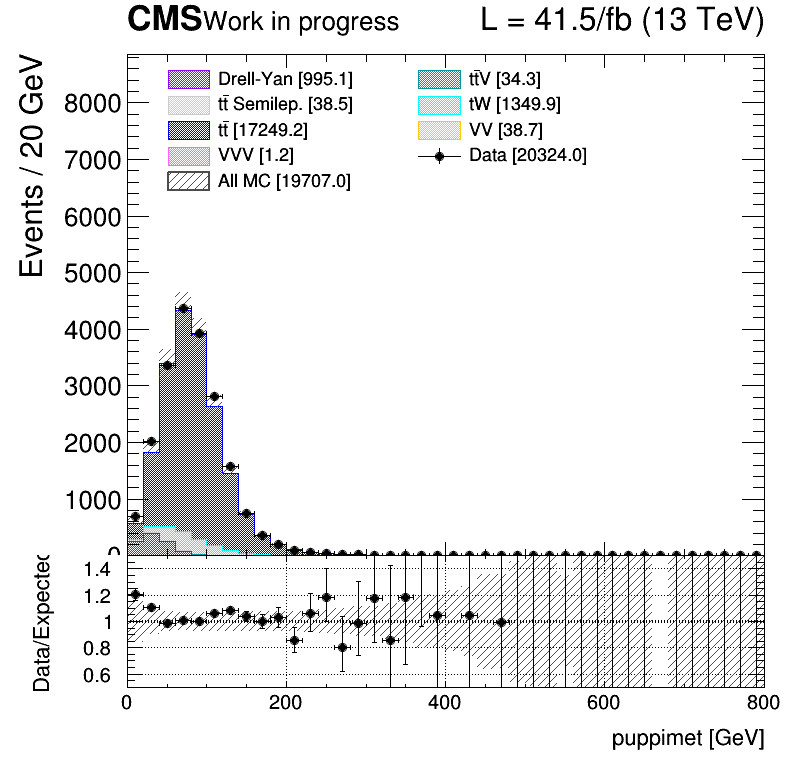 CMS Work in progress L = 41.5/fb (13 TeV)
Events / 20 GeV
Drell-Yan [995.1]
tt̄ Semilep. [38.5]
tt̄ [17249.2]
VVV [1.2]
All MC [19707.0]
tt̄V [34.3]
tW [1349.9]
VV [38.7]
Data [20324.0]
8000
7000
6000
5000
4000
3000
2000
1000
0
Data/Expected
1.4
1.2
1
0.8
0.6
0 200 400 600 800
puppimet [GeV]